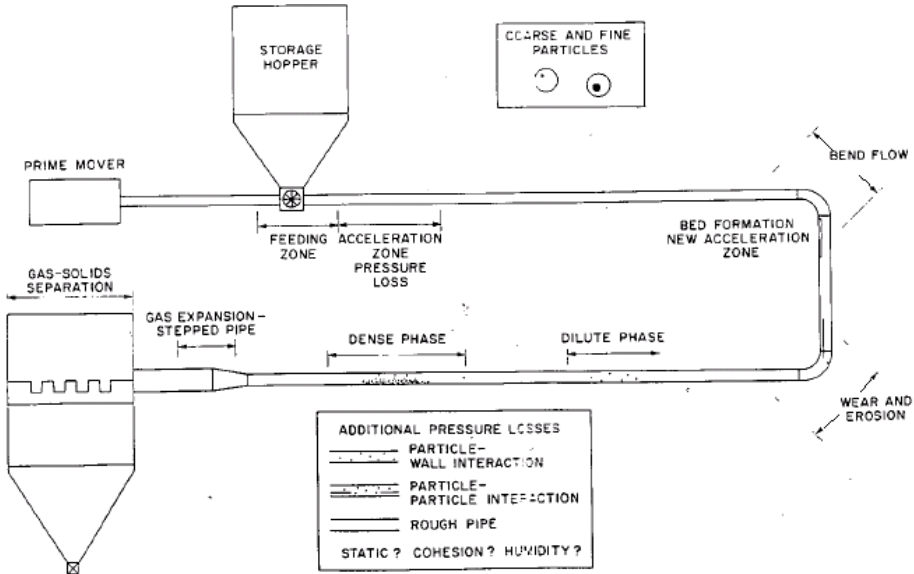 STORAGE
HOPPER
COARSE AND FINE
PARTICLES
PRIME MOVER
BEND FLOW
FEEDING
ZONE
ACCELERATION
ZONE
PRESSURE
LOSS
BED FORMATION
NEW ACCELERATION
ZONE
GAS-SOLIDS
SEPARATION
GAS EXPANSION-
STEPPED PIPE
DENSE PHASE
DILUTE PHASE
WEAR AND
EROSION
ADDITIONAL PRESSURE LOSSES
PARTICLE-
WALL INTERACTION
PARTICLE-
PARTICLE INTERACTION
ROUGH PIPE
STATIC? COHESION? HUMIDITY?